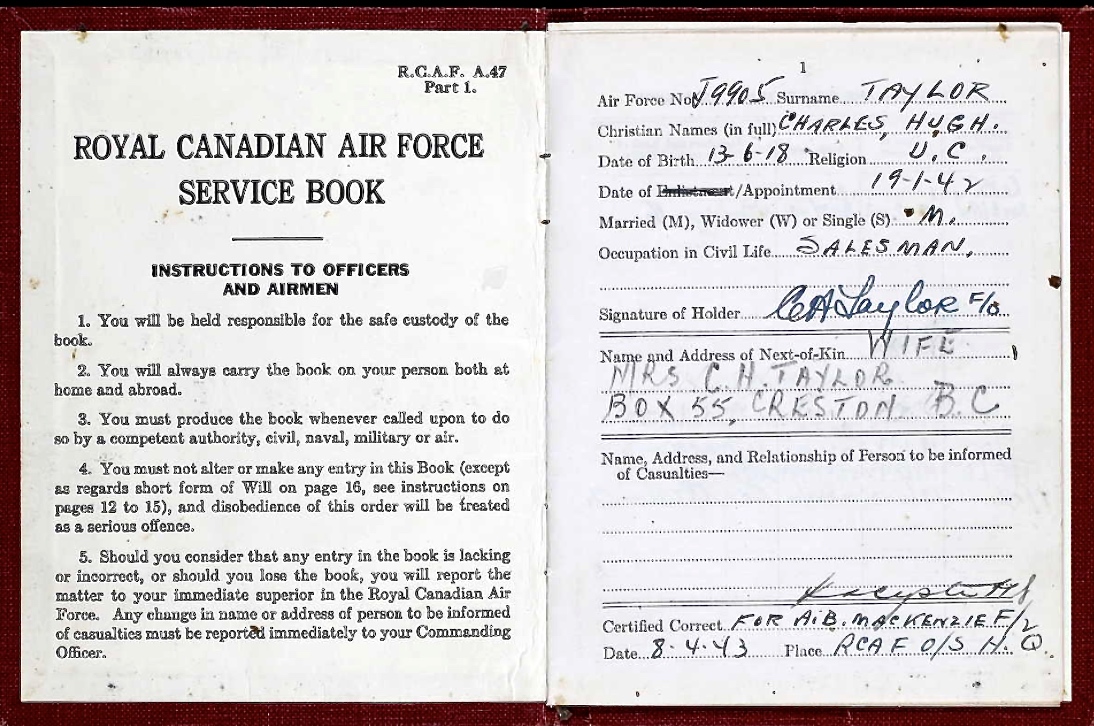 R.C.A.F. A.47
Part 1.
ROYAL CANADIAN AIR FORCE
SERVICE BOOK
INSTRUCTIONS TO OFFICERS
AND AIRMEN
1. You will be held responsible for the safe custody of the
book.
2. You will always carry the book on your person both at
home and abroad.
3. You must produce the book whenever called upon to do
so by a competent authority, civil, naval, military or air.
4. You must not alter or make any entry in this Book (except
as regards short form of Will on page 16, see instructions on
pages 12 to 15), and disobedience of this order will be treated
as a serious offence.
5. Should you consider that any entry in the book is lacking
or incorrect, or should you lose the book, you will report the
matter to your immediate superior in the Royal Canadian Air
Force. Any change in name or address of person to be informed
of casualties must be reported immediately to your Commanding
Officer.
1
Air Force No. J9905 Surname TAYLOR
Christian Names (in full) CHARLES, HUGH.
Date of Birth 13-6-18 Religion U.C.
Date of Enlistment/Appointment 19-1-42
Married (M), Widower (W) or Single (S) M.
Occupation in Civil Life SALESMAN.
Signature of Holder CH Taylor F/O
Name and Address of Next-of-Kin WIFE
MRS C.H. TAYLOR
BOX 55, CRESTON B.C
Name, Address, and Relationship of Person to be informed
of Casualties—
Certified Correct FOR A.B. MACKENZIE F/L
Date 8-4-43 Place RCAF O/S H.Q.